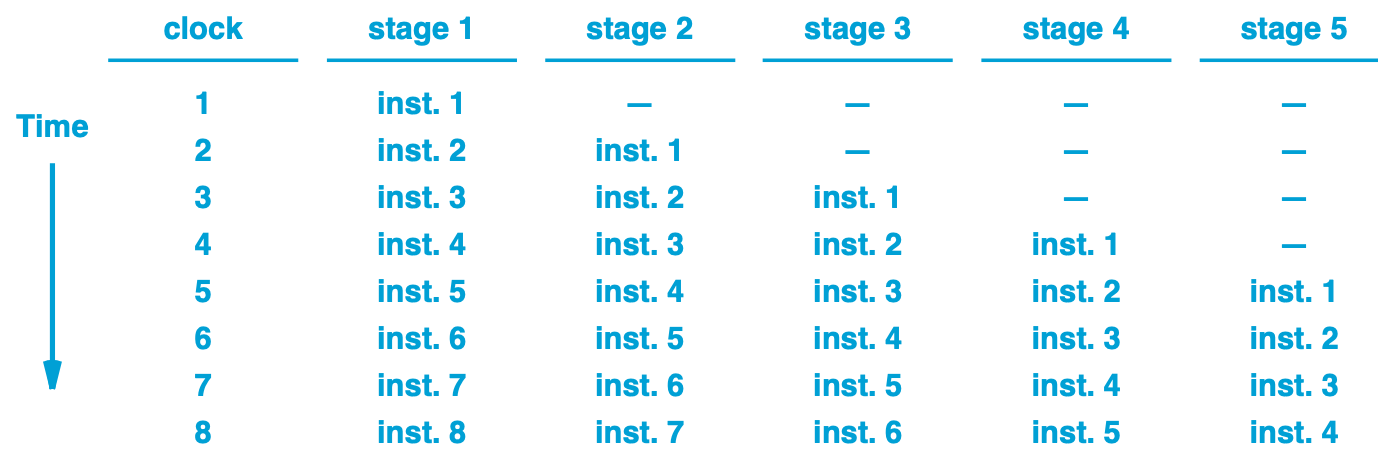 clock stage 1 stage 2 stage 3 stage 4 stage 5
1 inst. 1 — — — —
Time
2 inst. 2 inst. 1 — — —
3 inst. 3 inst. 2 inst. 1 — —
4 inst. 4 inst. 3 inst. 2 inst. 1 —
5 inst. 5 inst. 4 inst. 3 inst. 2 inst. 1
6 inst. 6 inst. 5 inst. 4 inst. 3 inst. 2
7 inst. 7 inst. 6 inst. 5 inst. 4 inst. 3
8 inst. 8 inst. 7 inst. 6 inst. 5 inst. 4